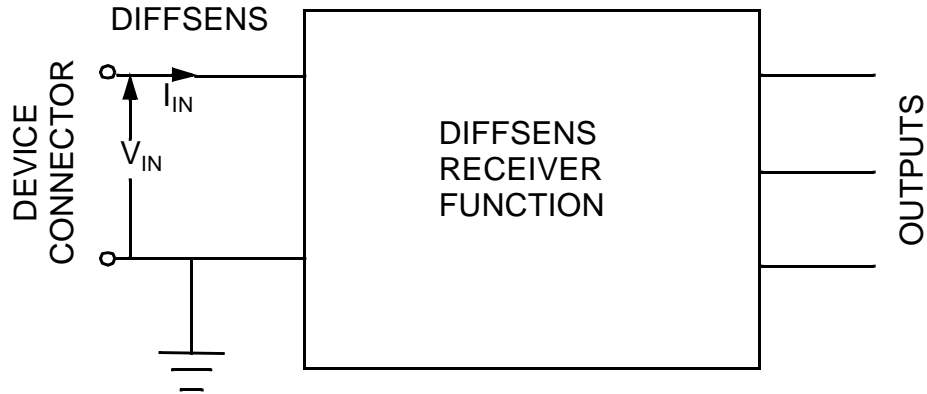 DIFFSENS
DEVICE
CONNECTOR
I_IN
V_IN
DIFFSENS
RECEIVER
FUNCTION
OUTPUTS